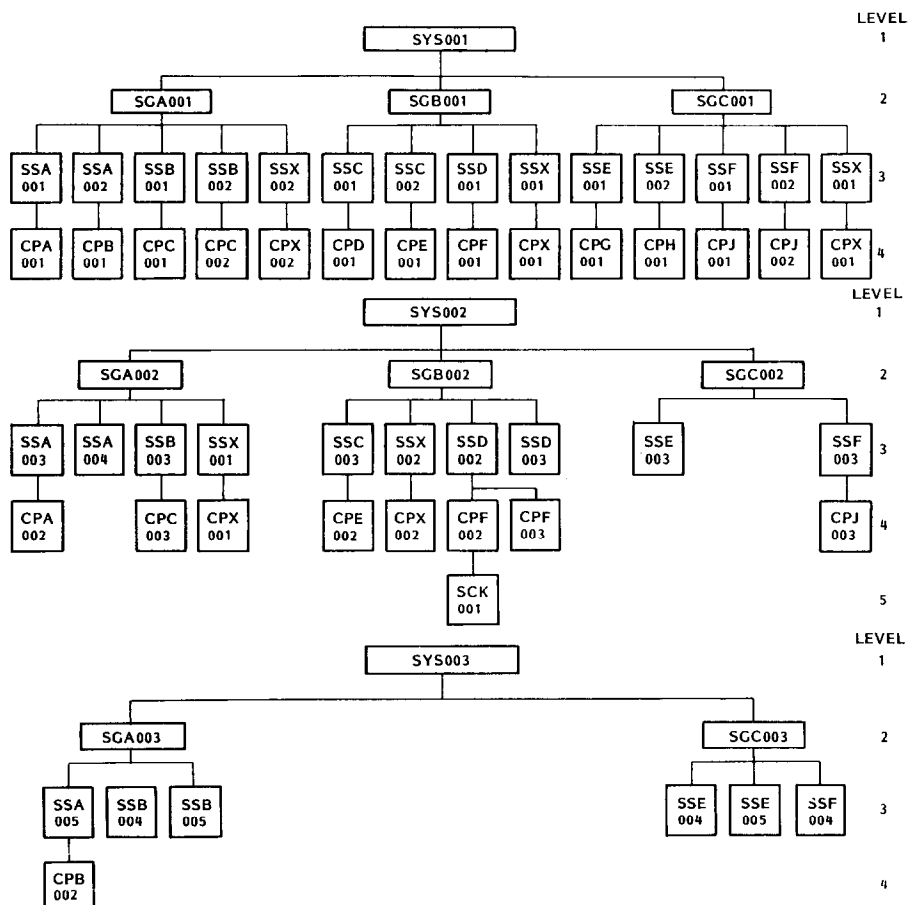 LEVEL
SYS001 1
SGA001 SGB001 SGC001 2
SSA SSA SSB SSB SSX SSC SSC SSD SSX SSE SSE SSF SSF SSX 3
001 002 001 002 002 001 002 001 001 001 002 001 002 001
CPA CPB CPC CPC CPX CPD CPE CPF CPX CPG CPH CPJ CPJ CPX 4
001 001 001 002 002 001 001 001 001 001 001 001 002 001
LEVEL
SYS002 1
SGA002 SGB002 SGC002 2
SSA SSA SSB SSX SSC SSX SSD SSD SSE SSF 3
003 004 003 001 003 002 002 003 003 003
CPA CPC CPX CPE CPX CPF CPF CPJ 4
002 003 001 002 002 002 003 003
SCK
001 5
LEVEL
SYS003 1
SGA003 SGC003 2
SSA SSB SSB SSE SSE SSF 3
005 004 005 004 005 004
CPB 4
002